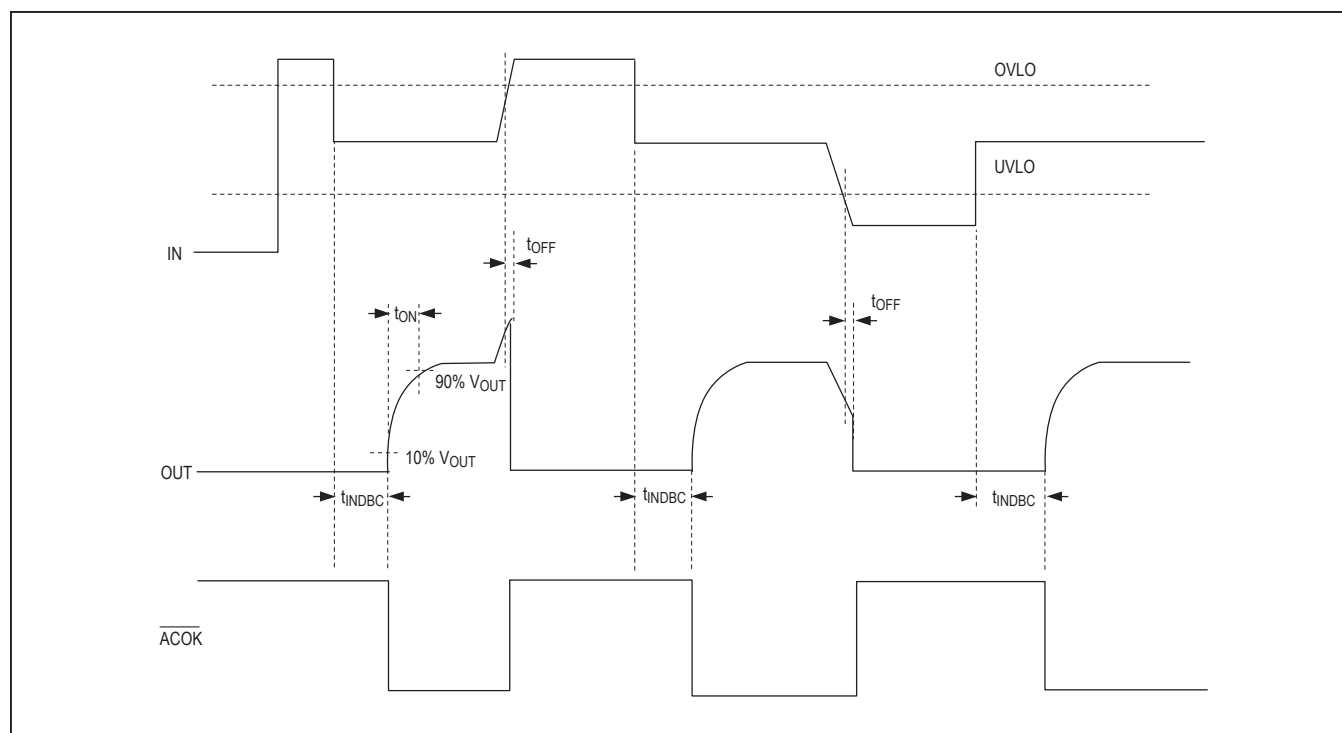 OVLO
UVLO
IN
tOFF
tOFF
tON
90% VOUT
10% VOUT
OUT
tINDBC
tINDBC
tINDBC
ACOK